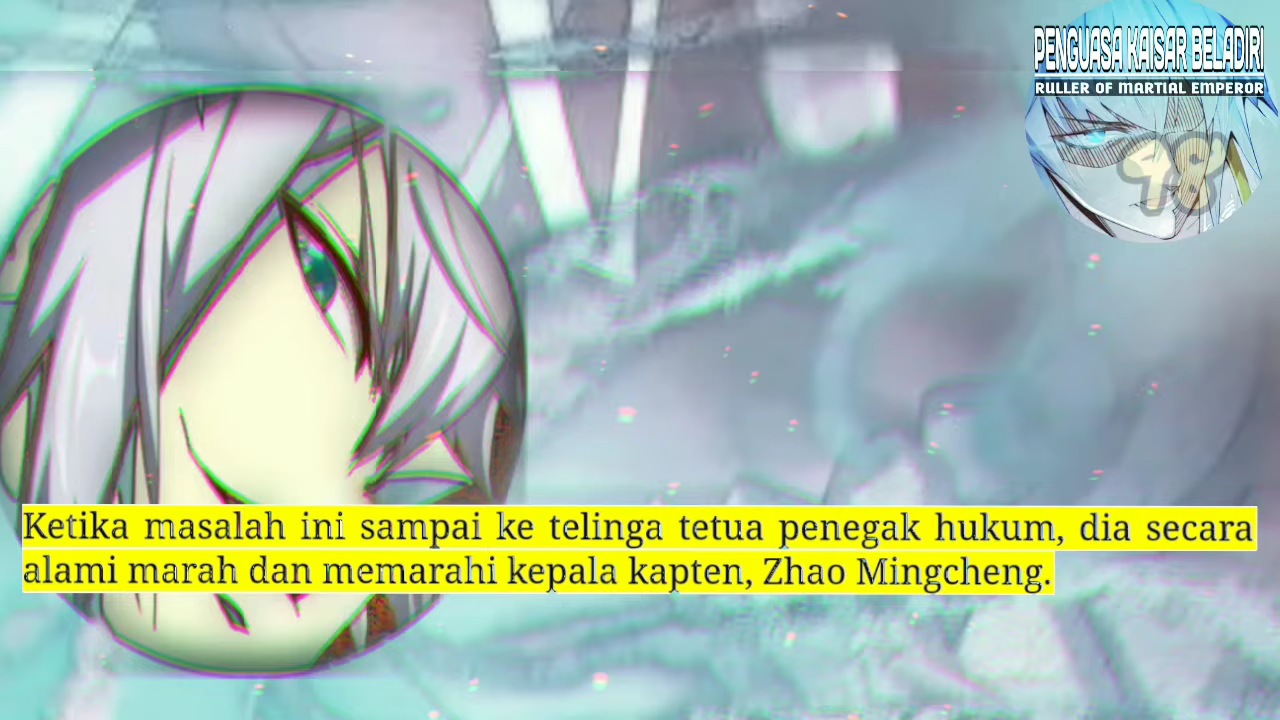 PENGUASA KAISAR BELADIRI
RULLER OF MARTIAL EMPEROR
Ketika masalah ini sampai ke telinga tetua penegak hukum, dia secara
alami marah dan memarahi kepala kapten, Zhao Mingcheng.